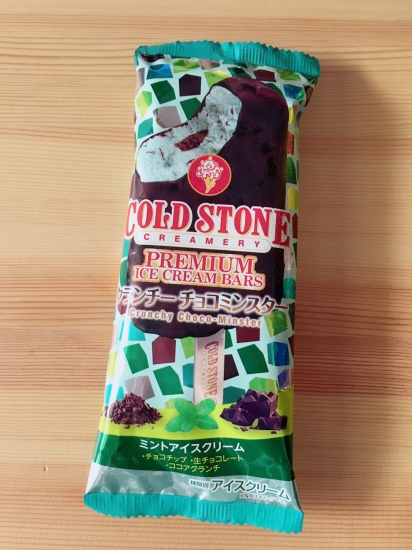 COLD STONE
CREAMERY
PREMIUM
ICE CREAM BARS
クランチーチョコミンスター
Crunchy Choco-Minster
COLD STONE
ミントアイスクリーム
・チョコチップ・生チョコレート
・ココアクランチ
種類別 アイスクリーム